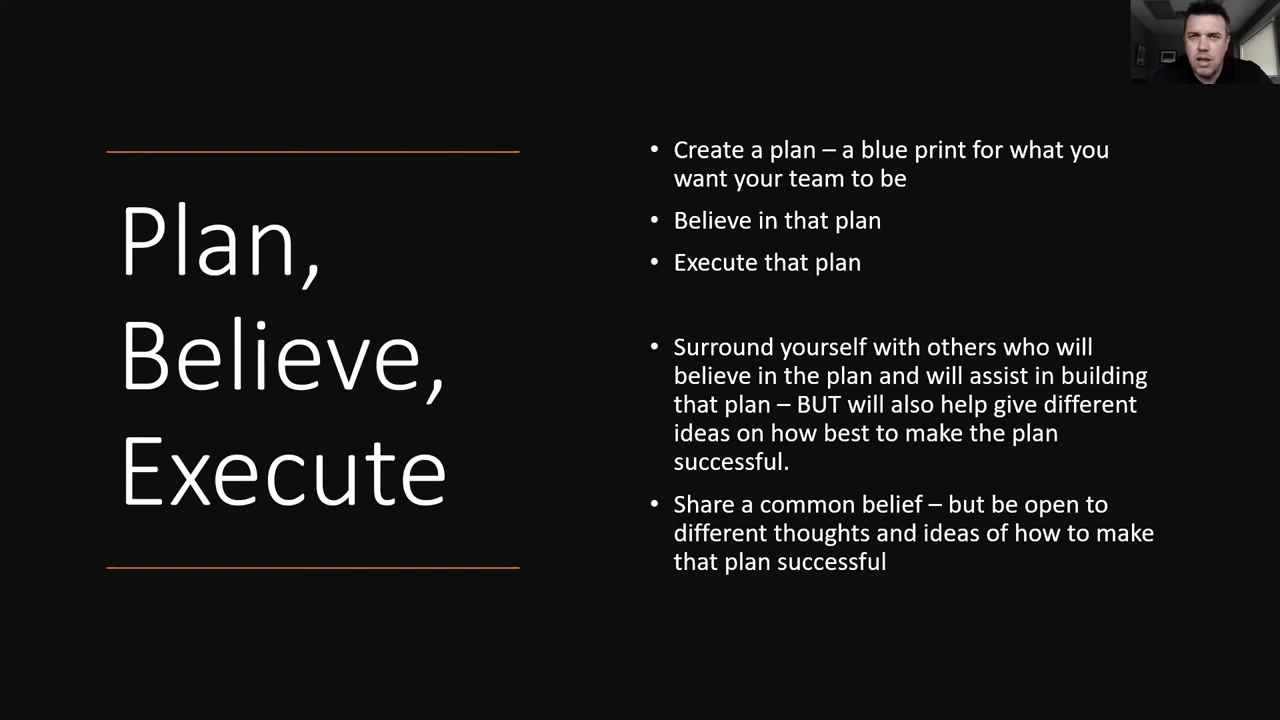 Plan,
Believe,
Execute
• Create a plan – a blue print for what you
want your team to be
• Believe in that plan
• Execute that plan
• Surround yourself with others who will
believe in the plan and will assist in building
that plan – BUT will also help give different
ideas on how best to make the plan
successful.
• Share a common belief – but be open to
different thoughts and ideas of how to make
that plan successful